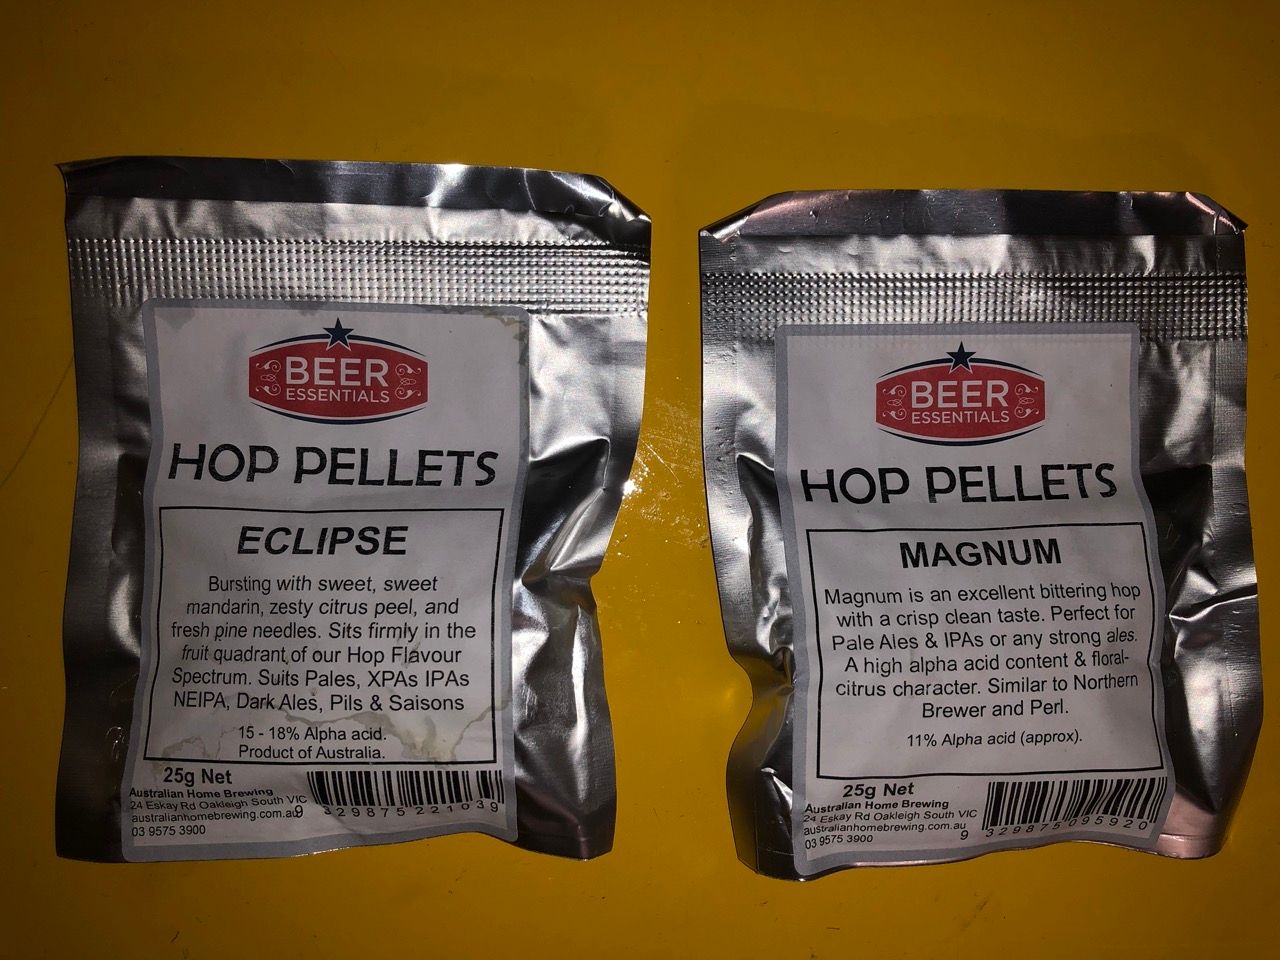 BEER
ESSENTIALS
HOP PELLETS
ECLIPSE
Bursting with sweet, sweet
mandarin, zesty citrus peel, and
fresh pine needles. Sits firmly in the
fruit quadrant of our Hop Flavour
Spectrum. Suits Pales, XPAs IPAs
NEIPA, Dark Ales, Pils & Saisons
15 - 18% Alpha acid.
Product of Australia.
25g Net
Australian Home Brewing
24 Eskay Rd Oakleigh South VIC
australianhomebrewing.com.au
03 9575 3900
9 329875 221039
BEER
ESSENTIALS
HOP PELLETS
MAGNUM
Magnum is an excellent bittering hop
with a crisp clean taste. Perfect for
Pale Ales & IPAs or any strong ales.
A high alpha acid content & floral-
citrus character. Similar to Northern
Brewer and Perl.
11% Alpha acid (approx).
25g Net
Australian Home Brewing
24 Eskay Rd Oakleigh South VIC
australianhomebrewing.com.au
03 9575 3900
9 329875 095920